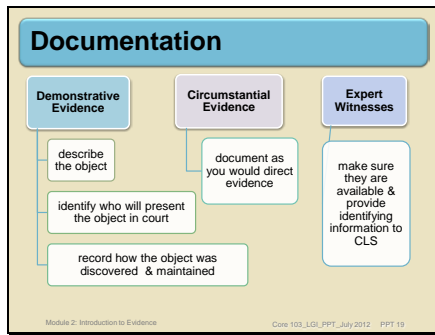 Documentation
Demonstrative
Evidence
describe
the object
identify who will present
the object in court
record how the object was
discovered & maintained
Circumstantial
Evidence
document as
you would direct
evidence
Expert
Witnesses
make sure
they are
available &
provide
identifying
information to
CLS
Module 2: Introduction to Evidence
Core 103_LGI_PPT_July 2012 PPT 19